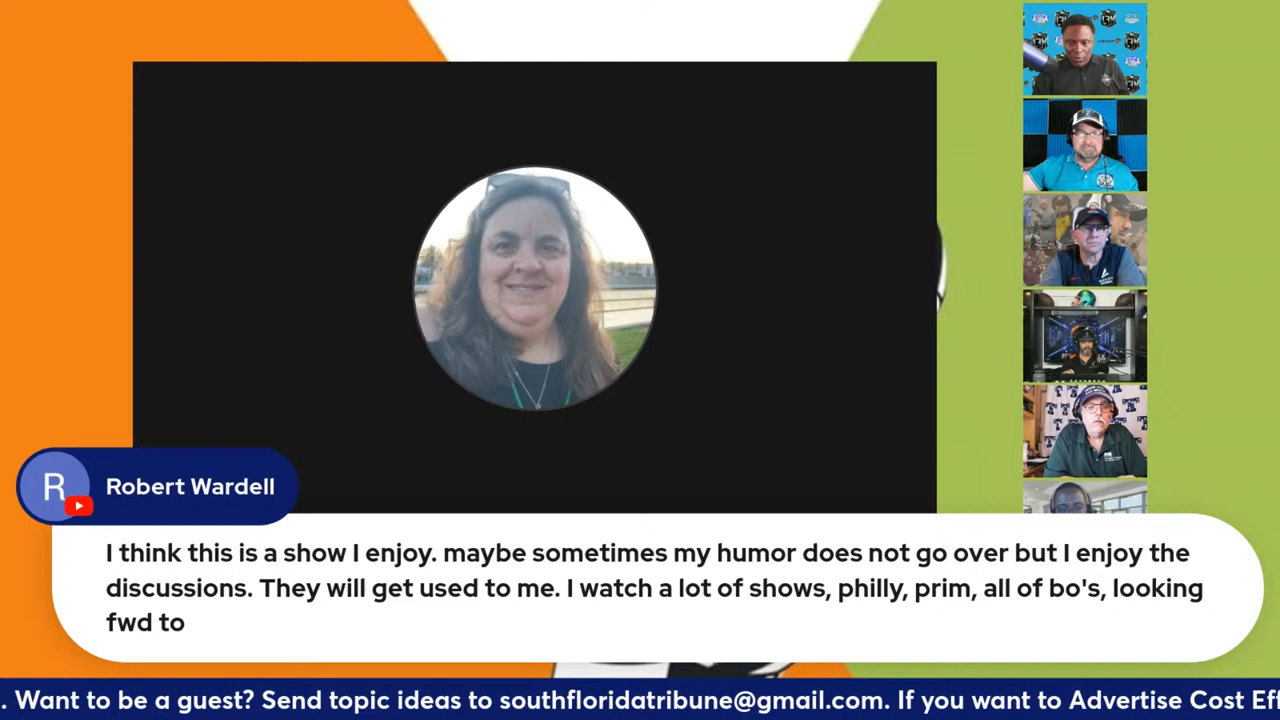 R
Robert Wardell
I think this is a show I enjoy. maybe sometimes my humor does not go over but I enjoy the
discussions. They will get used to me. I watch a lot of shows, philly, prim, all of bo's, looking
fwd to
. Want to be a guest? Send topic ideas to southfloridatribune@gmail.com. If you want to Advertise Cost Eff